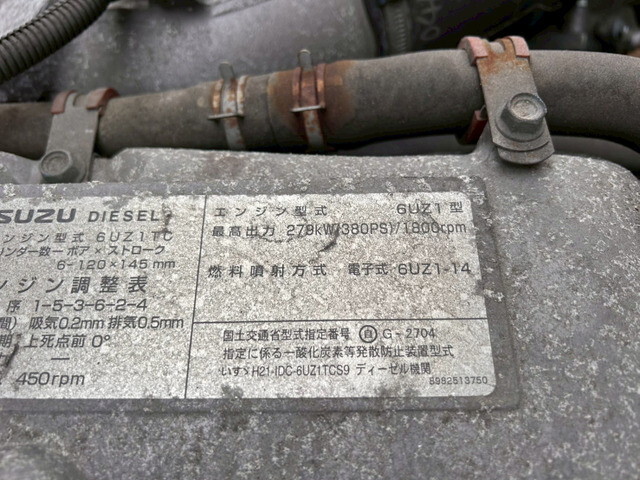 SUZU DIESEL
ンジン型式 6UZ1TC
リンダー数ー ボア × ストローク
6-120×145mm
ンジン調整表
序 1-5-3-6-2-4
間) 吸気0.2mm 排気0.5mm
期 上死点前 0°
450rpm
エンジン型式 6UZ1型
最高出力 279kW(380PS)/1800rpm
燃料噴射方式 電子式 6UZ1-14
国土交通省型式指定番号 自 G-2704
指定に係る一酸化炭素等発散防止装置型式
いすゞH21-IDC-6UZ1TCS9 ディーゼル機関
8982513750
04H